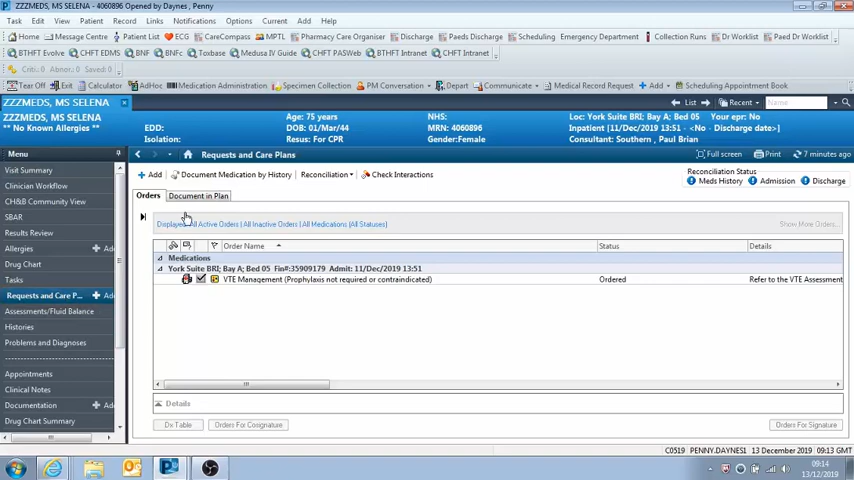 ZZZMEDS, MS SELENA - 4060896 Opened by Daynes , Penny
Task Edit View Patient Record Links Notifications Options Current Add Help
Home Message Centre Patient List ECG CareCompass MPTL Pharmacy Care Organiser Discharge Paeds Discharge Scheduling Emergency Department Collection Runs Dr Worklist Paed Dr Worklist
BTHFT Evolve CHFT EDMS BNF BNFc Toxbase Medusa IV Guide CHFT PASWeb BTHFT Intranet CHFT Intranet
Criti.: 0 Abnor.: 0 Saved: 0
Tear Off Exit Calculator AdHoc Medication Administration Specimen Collection PM Conversation Depart Communicate Medical Record Request Add Scheduling Appointment Book
ZZZMEDS, MS SELENA List Recent Name
ZZZMEDS, MS SELENA Age: 75 years NHS: Loc: York Suite BRI; Bay A; Bed 05 Your epr: No
EDD: DOB: 01/Mar/44 MRN: 4060896 Inpatient [11/Dec/2019 13:51 - <No - Discharge date>]
** No Known Allergies ** Isolation: Resus: For CPR Gender:Female Consultant: Southern , Paul Brian
Menu Requests and Care Plans Full screen Print 7 minutes ago
Visit Summary
Clinician Workflow
CH&B Community View
SBAR
Results Review
Allergies Add
Drug Chart
Tasks
Requests and Care P... Add
Assessments/Fluid Balance
Histories
Problems and Diagnoses
Appointments
Clinical Notes
Documentation Add
Drug Chart Summary
Add Document Medication by History Reconciliation Check Interactions
Reconciliation Status
Meds History Admission Discharge
Orders Document in Plan
Displayed: All Active Orders | All Inactive Orders | All Medications (All Statuses) Show More Orders...
Order Name Status Details
Medications
York Suite BRI; Bay A; Bed 05 Fin#:35909179 Admit: 11/Dec/2019 13:51
VTE Management (Prophylaxis not required or contraindicated) Ordered Refer to the VTE Assessment
Details
Dx Table Orders For Cosignature Orders For Signature
C0519 PENNY.DAYNES1 13 December 2019 09:13 GMT
09:14
13/12/2019